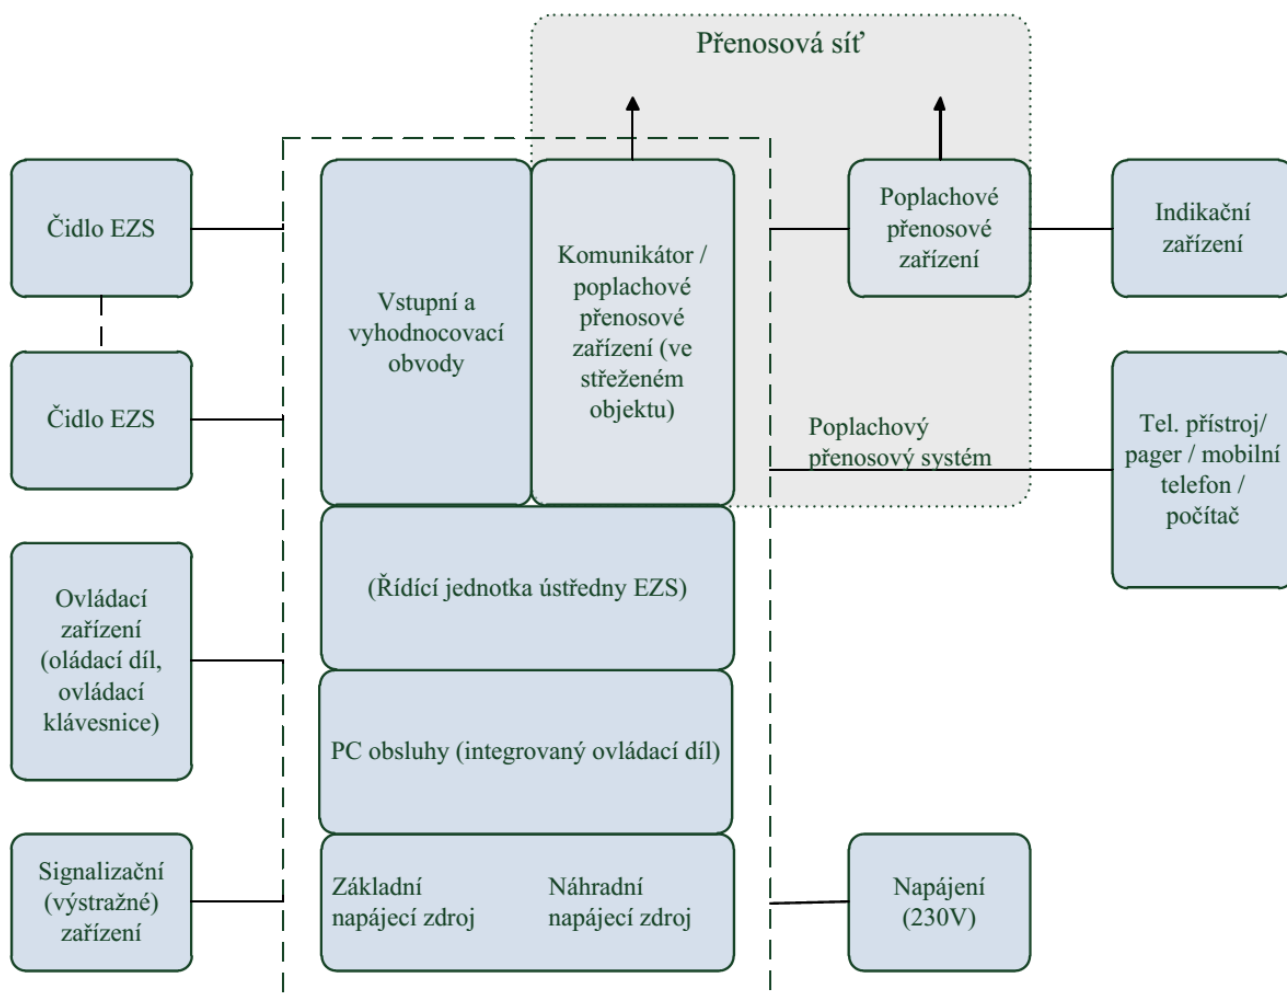 Přenosová síť
Čidlo EZS
Čidlo EZS
Ovládací
zařízení
(oládací díl,
ovládací
klávesnice)
Signalizační
(výstražné)
zařízení
Vstupní a
vyhodnocovací
obvody
Komunikátor /
poplachové
přenosové
zařízení (ve
střeženém
objektu)
(Řídící jednotka ústředny EZS)
PC obsluhy (integrovaný ovládací díl)
Základní
napájecí zdroj
Náhradní
napájecí zdroj
Poplachové
přenosové
zařízení
Poplachový
přenosový systém
Indikační
zařízení
Tel. přístroj/
pager / mobilní
telefon /
počítač
Napájení
(230V)